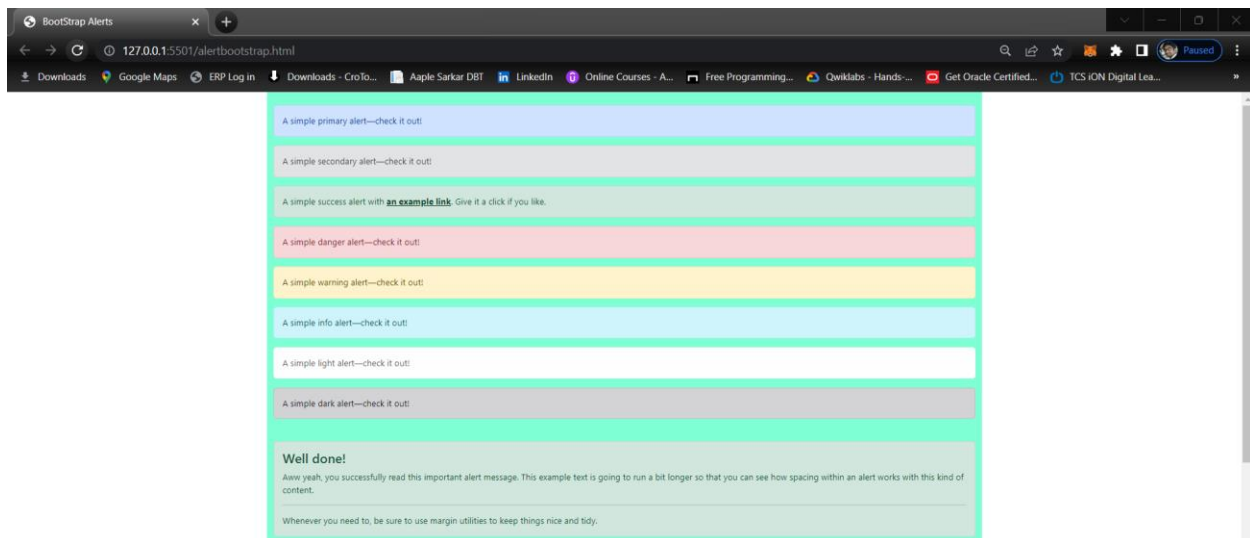 BootStrap Alerts
127.0.0.1:5501/alertbootstrap.html
Paused
Downloads Google Maps ERP Log in Downloads - CroTo... Aaple Sarkar DBT LinkedIn Online Courses - A... Free Programming... Qwiklabs - Hands-... Get Oracle Certified... TCS iON Digital Lea...
A simple primary alert—check it out!
A simple secondary alert—check it out!
A simple success alert with an example link. Give it a click if you like.
A simple danger alert—check it out!
A simple warning alert—check it out!
A simple info alert—check it out!
A simple light alert—check it out!
A simple dark alert—check it out!
Well done!
Aww yeah, you successfully read this important alert message. This example text is going to run a bit longer so that you can see how spacing within an alert works with this kind of
content.
Whenever you need to, be sure to use margin utilities to keep things nice and tidy.